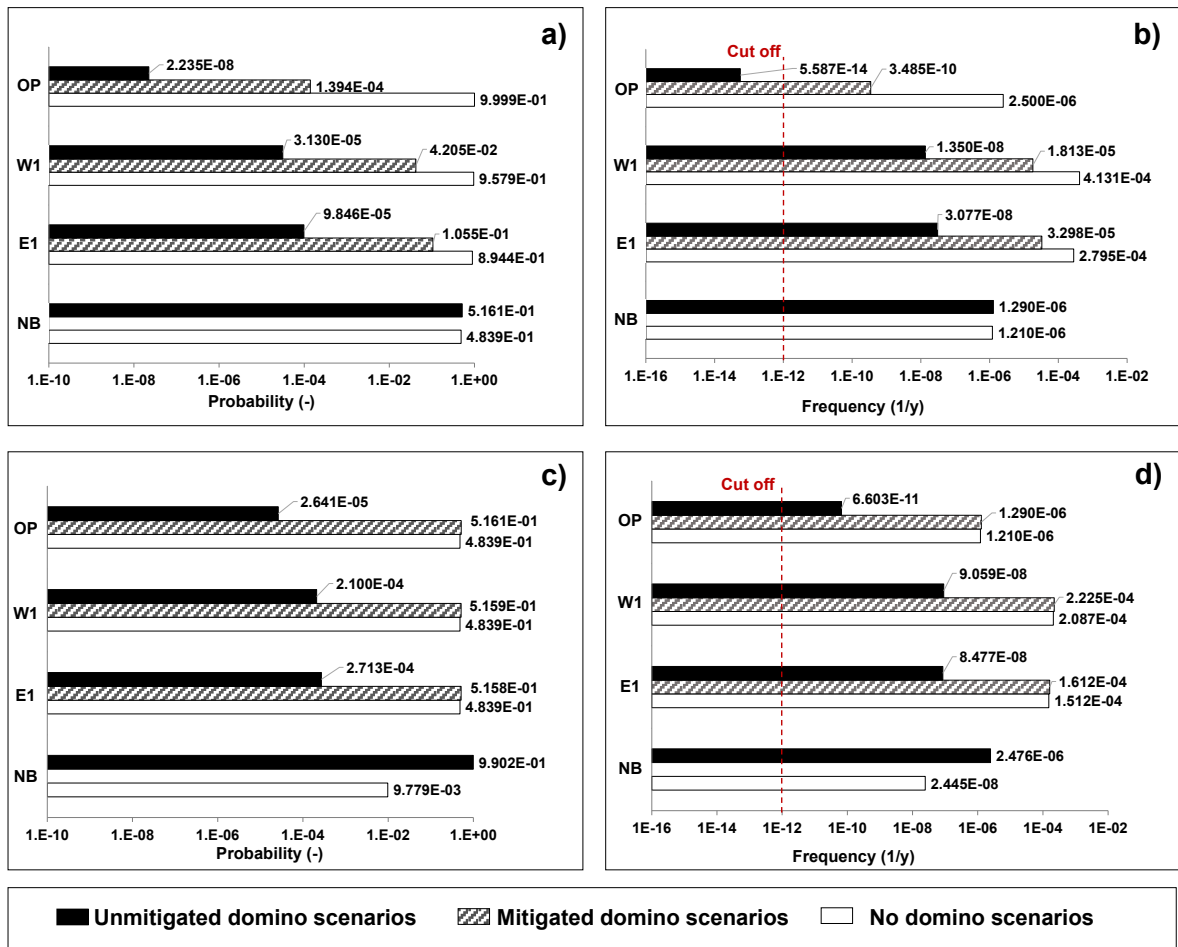 a)
OP
2.235E-08
1.394E-04
9.999E-01
W1
3.130E-05
4.205E-02
9.579E-01
E1
9.846E-05
1.055E-01
8.944E-01
NB
5.161E-01
4.839E-01
1.E-10 1.E-08 1.E-06 1.E-04 1.E-02 1.E+00
Probability (-)
b)
Cut off
OP
5.587E-14
3.485E-10
2.500E-06
W1
1.350E-08
1.813E-05
4.131E-04
E1
3.077E-08
3.298E-05
2.795E-04
NB
1.290E-06
1.210E-06
1.E-16 1.E-14 1.E-12 1.E-10 1.E-08 1.E-06 1.E-04 1.E-02
Frequency (1/y)
c)
OP
2.641E-05
5.161E-01
4.839E-01
W1
2.100E-04
5.159E-01
4.839E-01
E1
2.713E-04
5.158E-01
4.839E-01
NB
9.902E-01
9.779E-03
1.E-10 1.E-08 1.E-06 1.E-04 1.E-02 1.E+00
Probability (-)
d)
Cut off
OP
6.603E-11
1.290E-06
1.210E-06
W1
9.059E-08
2.225E-04
2.087E-04
E1
8.477E-08
1.612E-04
1.512E-04
NB
2.476E-06
2.445E-08
1E-16 1E-14 1E-12 1E-10 1E-08 1E-06 1E-04 1E-02
Frequency (1/y)
Unmitigated domino scenarios Mitigated domino scenarios No domino scenarios